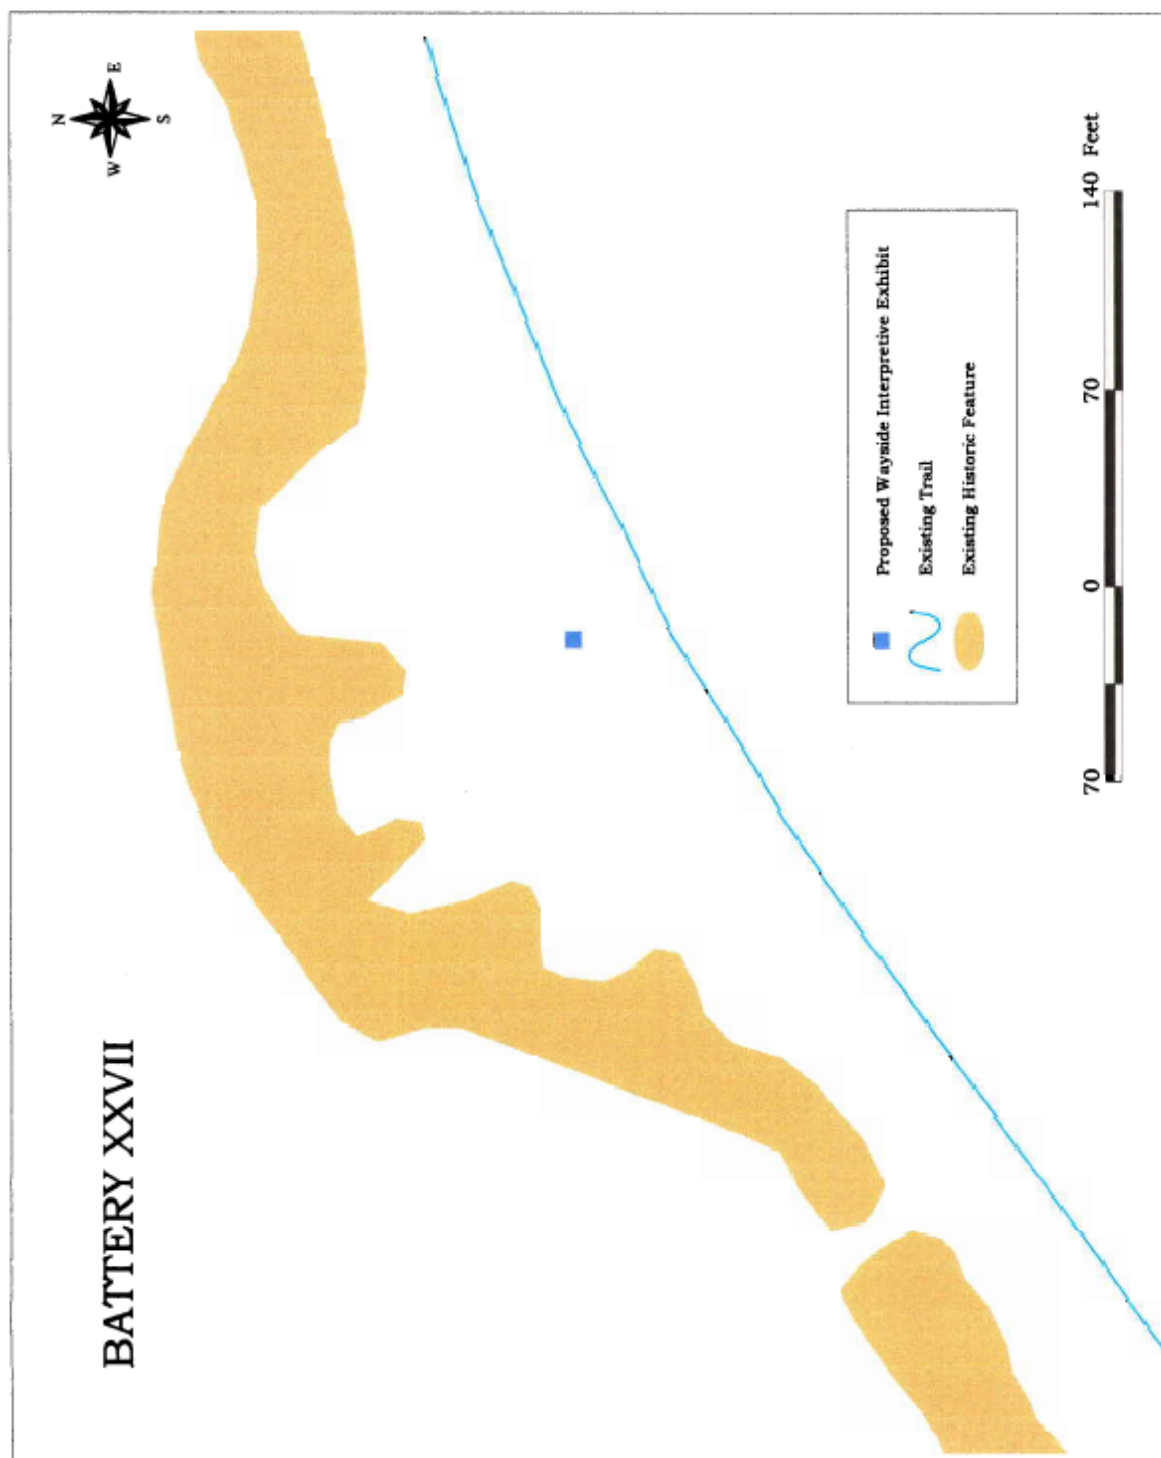 BATTERY XXVII
N
W E
S
Proposed Wayside Interpretive Exhibit
Existing Trail
Existing Historic Feature
70 0 70 140 Feet